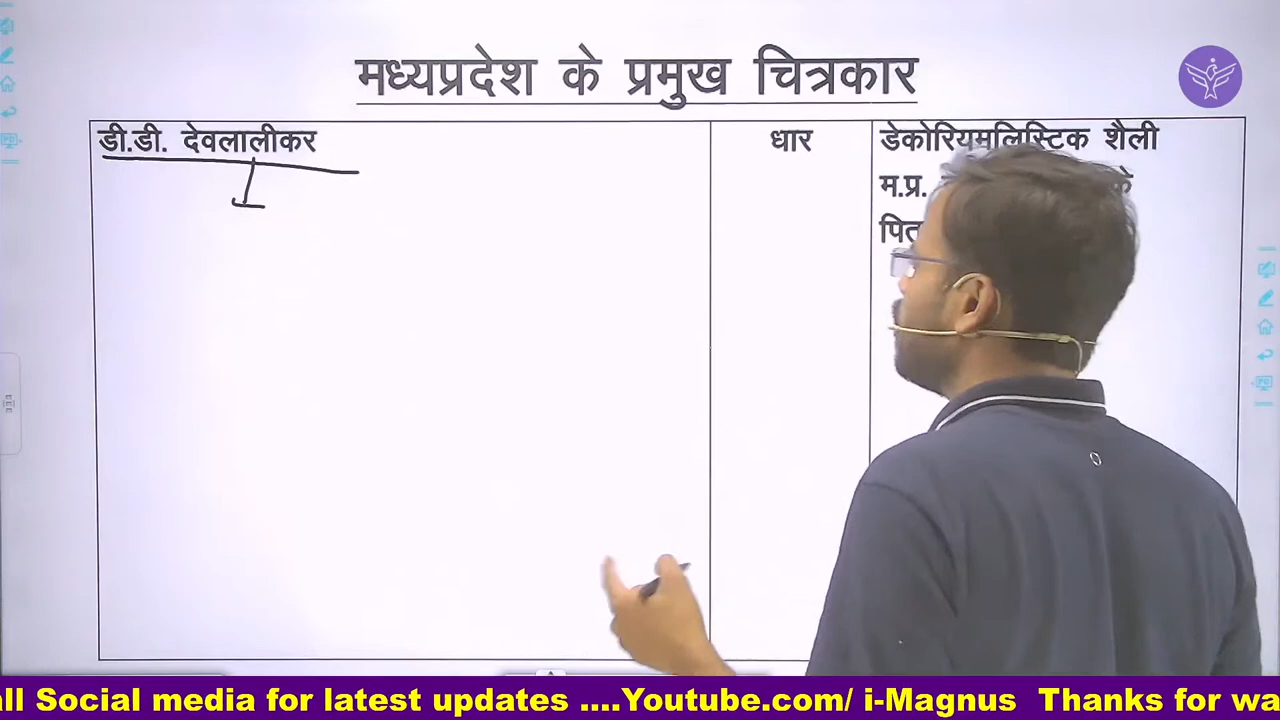 मध्यप्रदेश के प्रमुख चित्रकार
डी.डी. देवलालीकर
धार
डेकोरियमलिस्टिक शैली
म.प्र.
all Social media for latest updates ....Youtube.com/ i-Magnus Thanks for wa